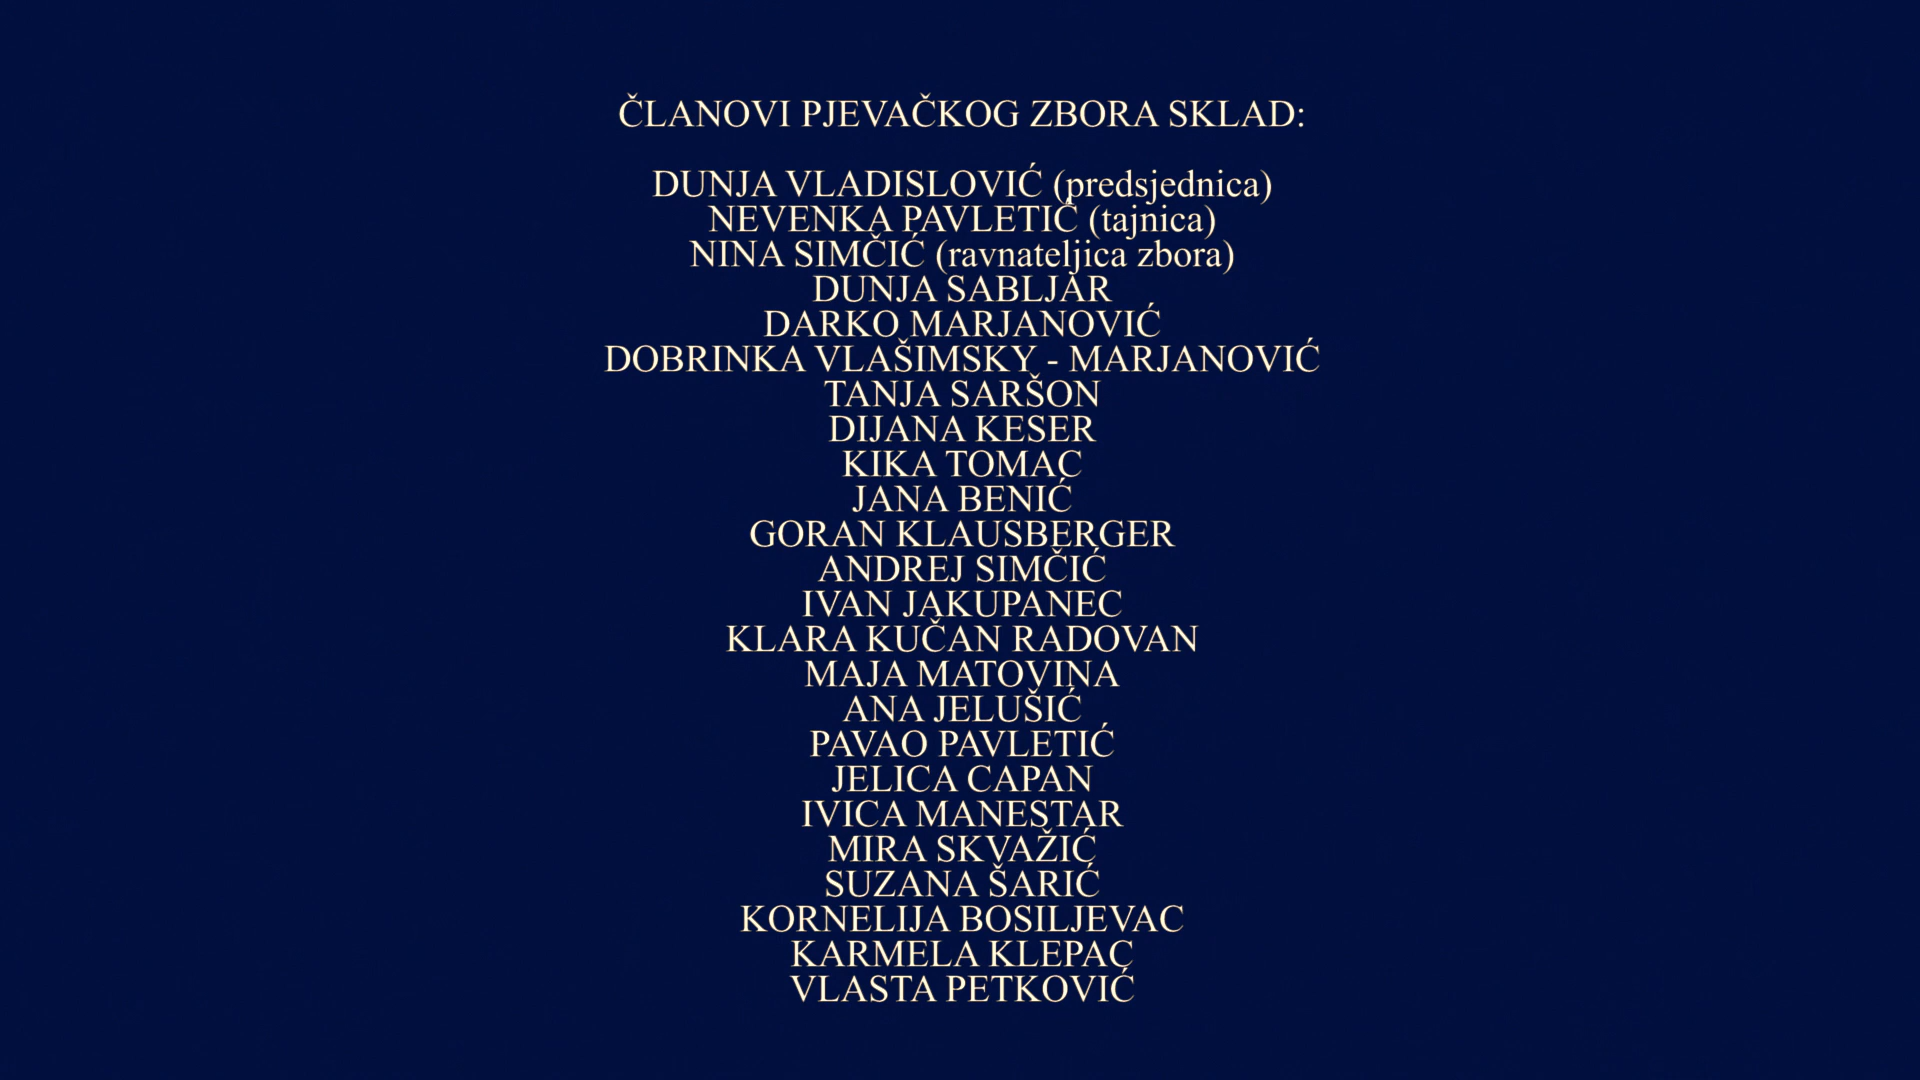 ČLANOVI PJEVAČKOG ZBORA SKLAD:
DUNJA VLADISLOVIĆ (predsjednica)
NEVENKA PAVLETIĆ (tajnica)
NINA SIMČIĆ (ravnateljica zbora)
DUNJA SABLJAR
DARKO MARJANOVIĆ
DOBRINKA VLAŠIMSKY - MARJANOVIĆ
TANJA SARŠON
DIJANA KESER
KIKA TOMAC
JANA BENIĆ
GORAN KLAUSBERGER
ANDREJ SIMČIĆ
IVAN JAKUPANEC
KLARA KUČAN RADOVAN
MAJA MATOVINA
ANA JELUŠIĆ
PAVAO PAVLETIĆ
JELICA CAPAN
IVICA MANESTAR
MIRA SKVAŽIĆ
SUZANA ŠARIĆ
KORNELIJA BOSILJEVAC
KARMELA KLEPAC
VLASTA PETKOVIĆ